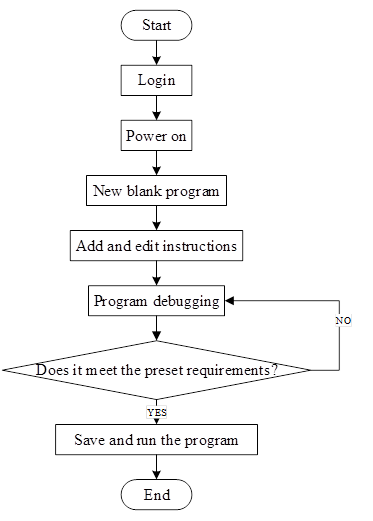 Start
Login
Power on
New blank program
Add and edit instructions
Program debugging
NO
Does it meet the preset requirements?
YES
Save and run the program
End